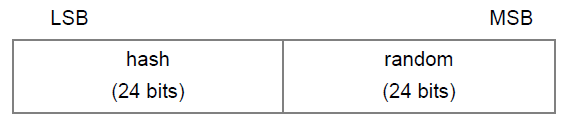 LSB MSB
hash random
(24 bits) (24 bits)